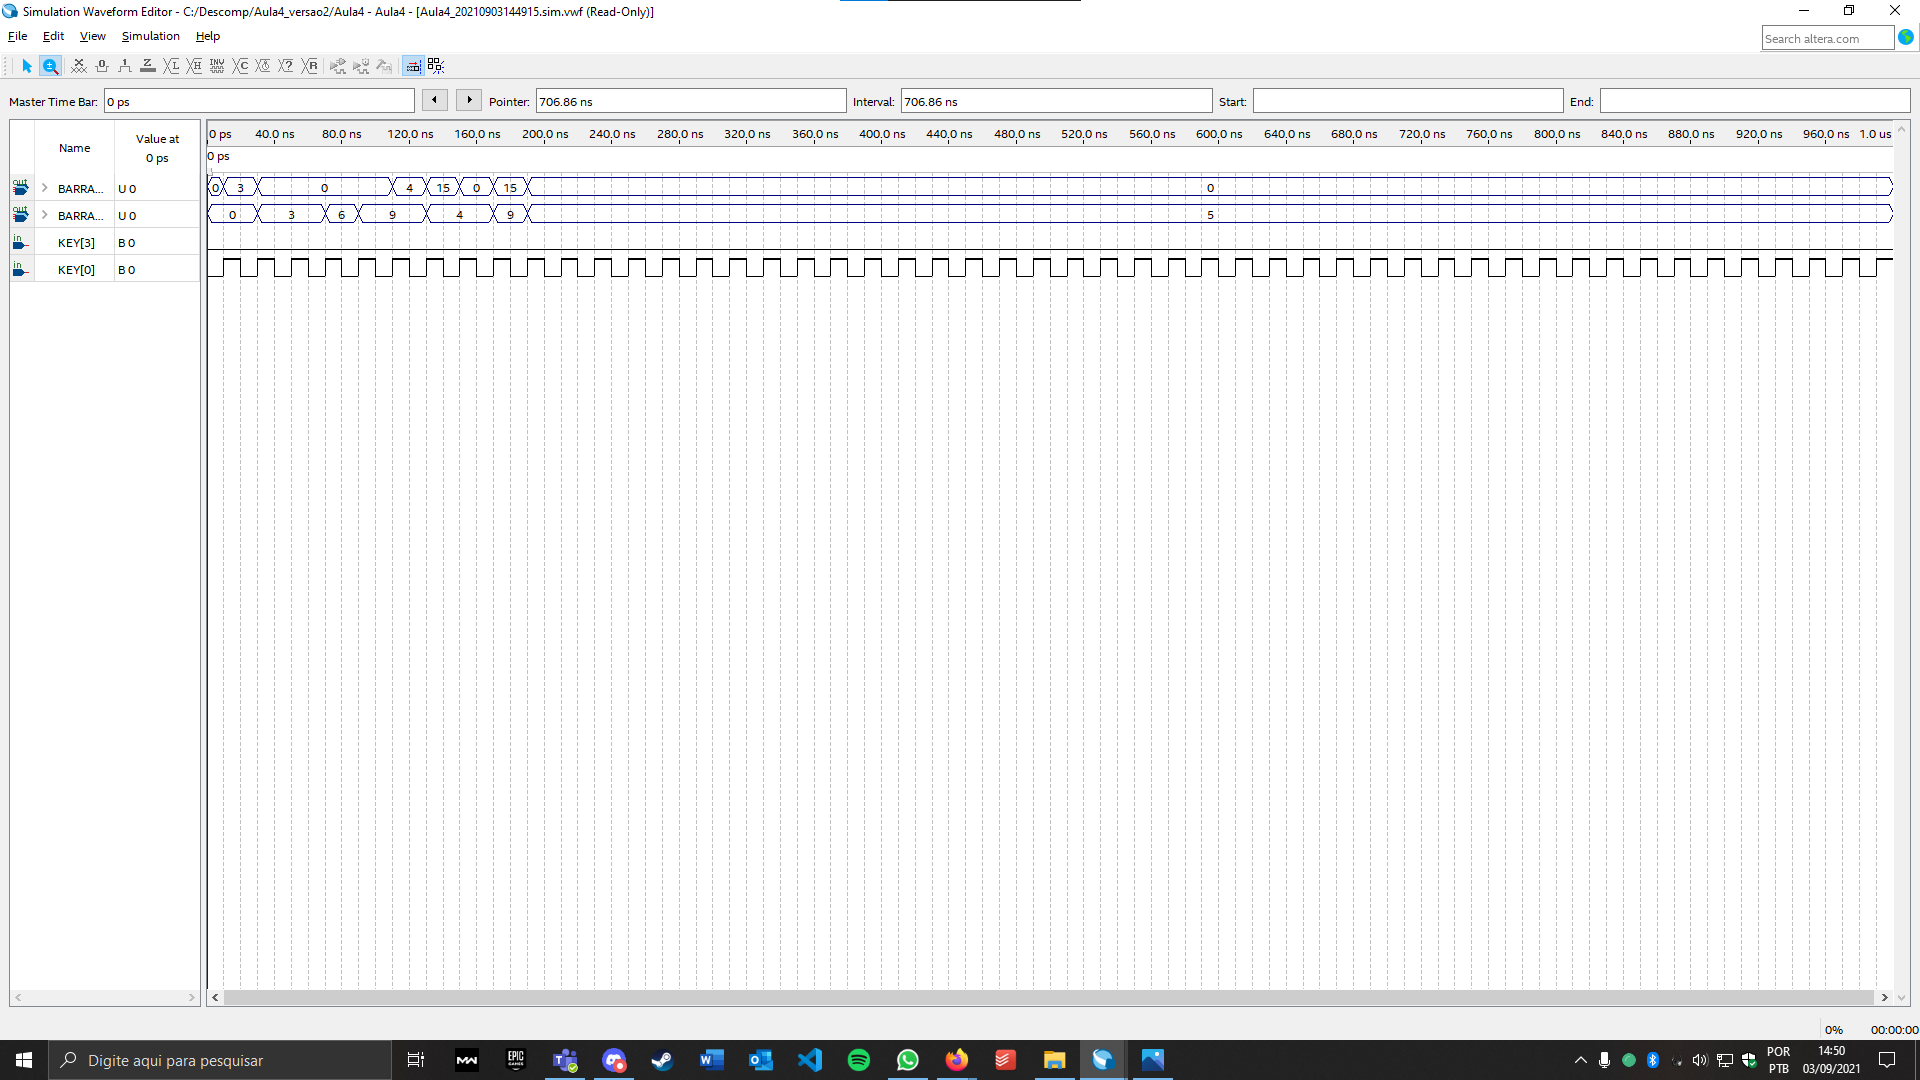 Simulation Waveform Editor - C:/Descomp/Aula4_versao2/Aula4 - Aula4 - [Aula4_20210903144915.sim.vwf (Read-Only)]
File Edit View Simulation Help
Search altera.com
Master Time Bar: 0 ps Pointer: 706.86 ns Interval: 706.86 ns Start: End:
Name Value at 0 ps
0 ps 40.0 ns 80.0 ns 120.0 ns 160.0 ns 200.0 ns 240.0 ns 280.0 ns 320.0 ns 360.0 ns 400.0 ns 440.0 ns 480.0 ns 520.0 ns 560.0 ns 600.0 ns 640.0 ns 680.0 ns 720.0 ns 760.0 ns 800.0 ns 840.0 ns 880.0 ns 920.0 ns 960.0 ns 1.0 us
0 ps
out BARRA... U 0 0 3 0 4 15 0 15 0
out BARRA... U 0 0 3 6 9 4 9 5
in KEY[3] B 0
in KEY[0] B 0
0% 00:00:00
Digite aqui para pesquisar
MW
EPIC GAMES
POR
PTB
14:50
03/09/2021